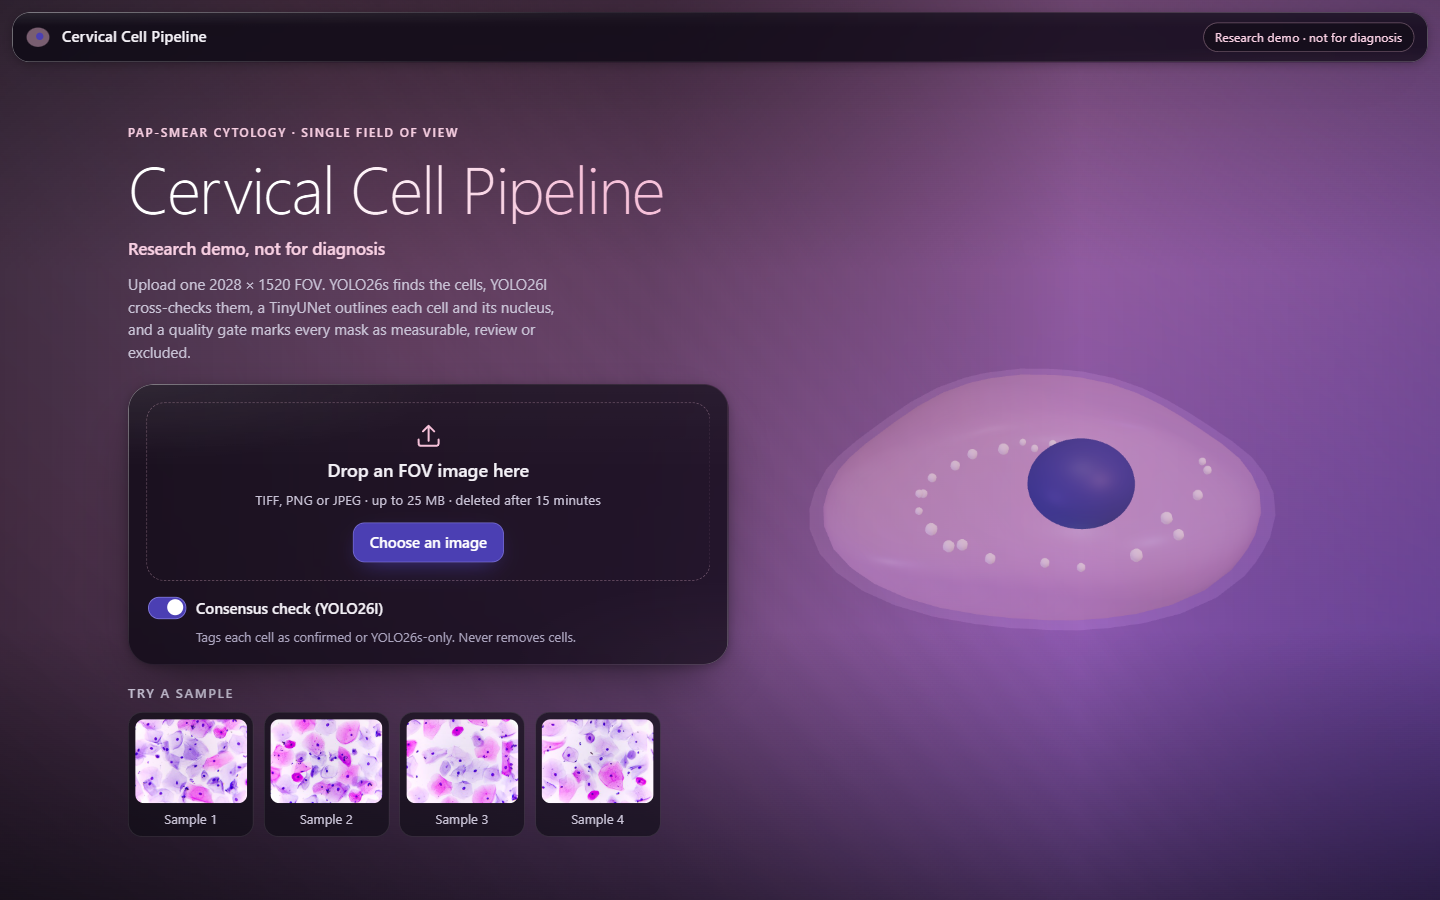 Cervical Cell Pipeline
Research demo · not for diagnosis
PAP-SMEAR CYTOLOGY · SINGLE FIELD OF VIEW
Cervical Cell Pipeline
Research demo, not for diagnosis
Upload one 2028 × 1520 FOV. YOLO26s finds the cells, YOLO26l
cross-checks them, a TinyUNet outlines each cell and its nucleus,
and a quality gate marks every mask as measurable, review or
excluded.
Drop an FOV image here
TIFF, PNG or JPEG · up to 25 MB · deleted after 15 minutes
Choose an image
Consensus check (YOLO26l)
Tags each cell as confirmed or YOLO26s-only. Never removes cells.
TRY A SAMPLE
Sample 1
Sample 2
Sample 3
Sample 4